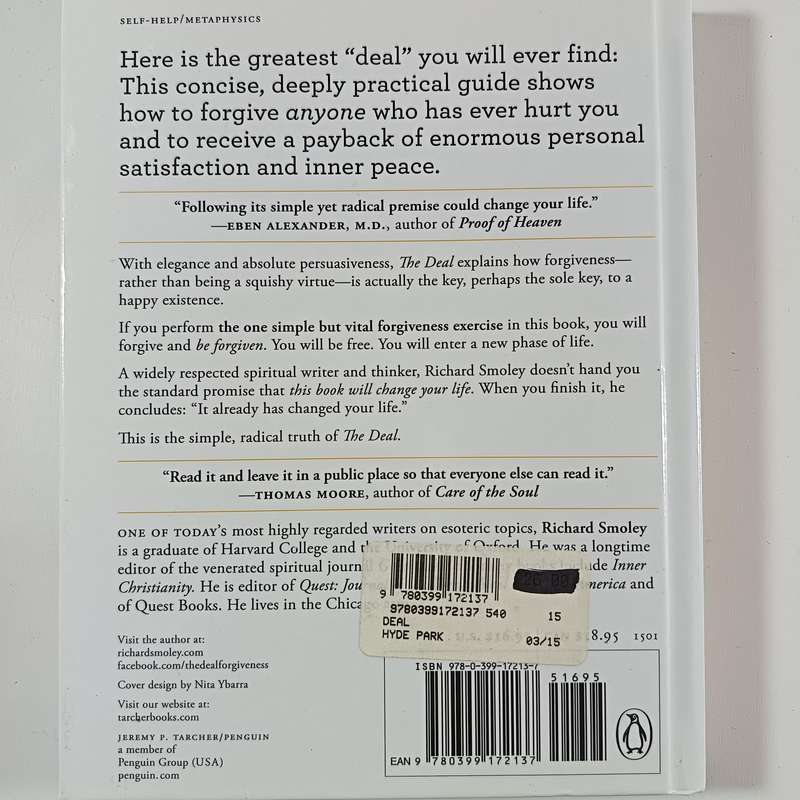 SELF-HELP/METAPHYSICS
Here is the greatest “deal” you will ever find:
This concise, deeply practical guide shows
how to forgive anyone who has ever hurt you
and to receive a payback of enormous personal
satisfaction and inner peace.
“Following its simple yet radical premise could change your life.”
—EBEN ALEXANDER, M.D., author of Proof of Heaven
With elegance and absolute persuasiveness, The Deal explains how forgiveness—
rather than being a squishy virtue—is actually the key, perhaps the sole key, to a
happy existence.
If you perform the one simple but vital forgiveness exercise in this book, you will
forgive and be forgiven. You will be free. You will enter a new phase of life.
A widely respected spiritual writer and thinker, Richard Smoley doesn’t hand you
the standard promise that this book will change your life. When you finish it, he
concludes: “It already has changed your life.”
This is the simple, radical truth of The Deal.
“Read it and leave it in a public place so that everyone else can read it.”
—THOMAS MOORE, author of Care of the Soul
ONE OF TODAY’S most highly regarded writers on esoteric topics, Richard Smoley
is a graduate of Harvard College and the University of Oxford. He was a longtime
editor of the venerated spiritual Inner
Christianity. He is editor of Quest: and
of Quest Books. He lives in the
9 780399 172137
9780399172137 540 15
DEAL
HYDE PARK 03/15
1501
Visit the author at:
richardsmoley.com
facebook.com/thedealforgiveness
Cover design by Nita Ybarra
Visit our website at:
tarcherbooks.com
JEREMY P. TARCHER/PENGUIN
a member of
Penguin Group (USA)
penguin.com
ISBN 978-0-399-17213-7
51695
EAN 9 780399 172137